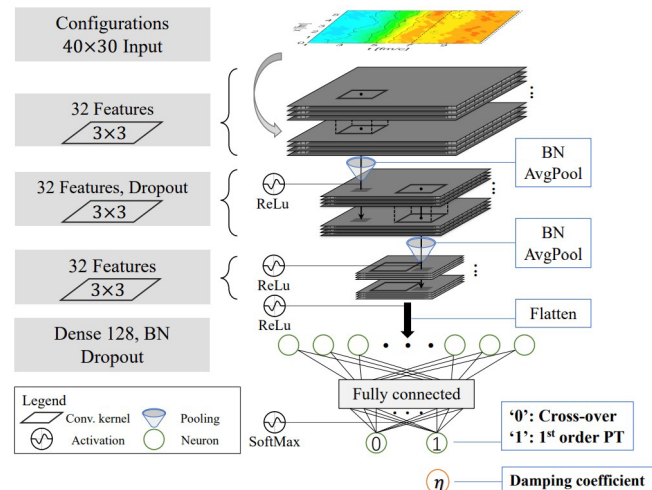 Configurations
40×30 Input
32 Features
3×3
BN
AvgPool
32 Features, Dropout
3×3
ReLu
BN
AvgPool
32 Features
3×3
ReLu
ReLu
Flatten
Dense 128, BN
Dropout
Legend
Conv. kernel
Pooling
Activation
Neuron
Fully connected
SoftMax
0
1
‘0’: Cross-over
‘1’: 1st order PT
η
Damping coefficient